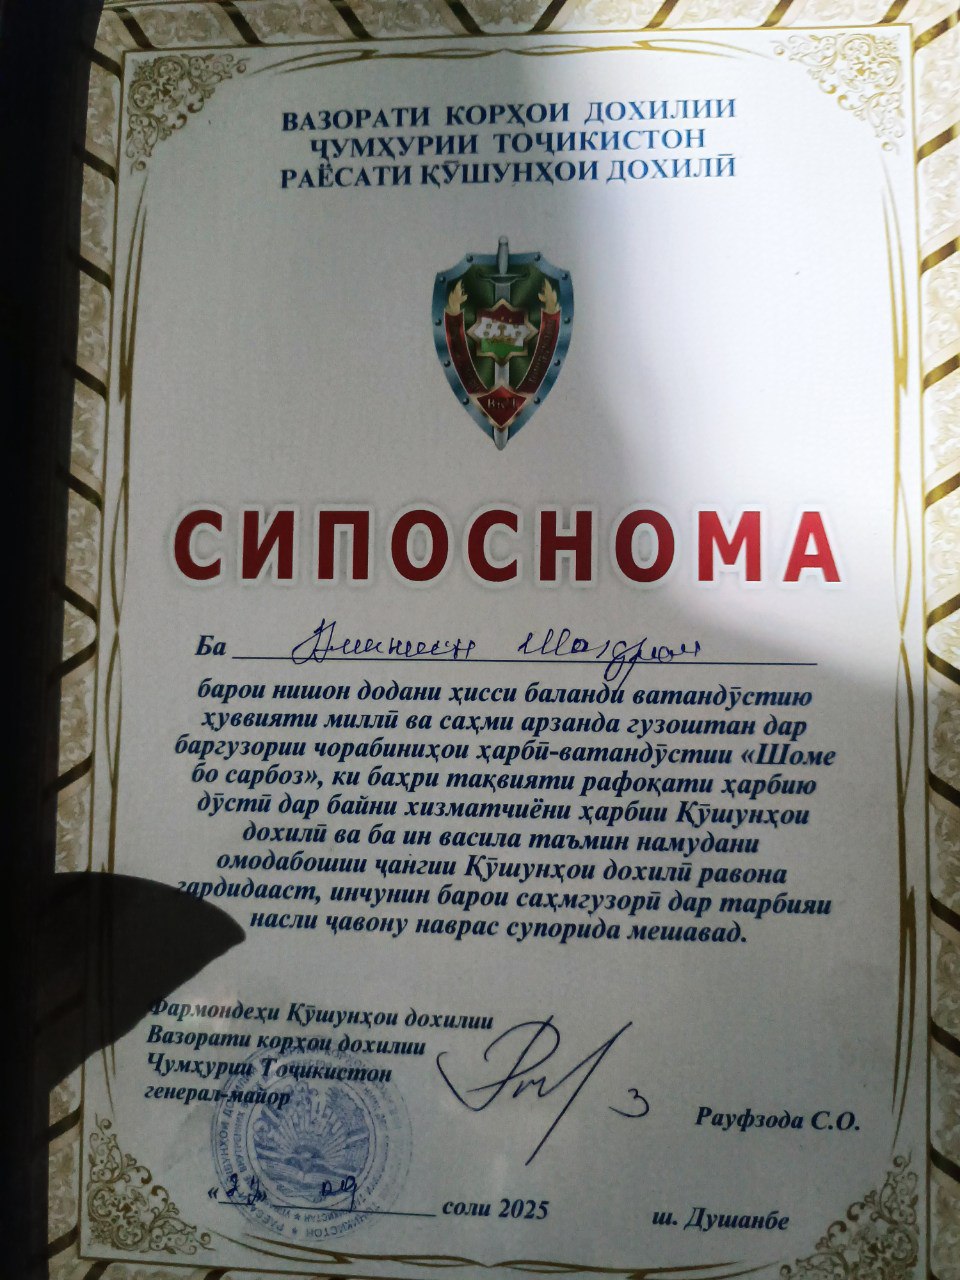 ВАЗОРАТИ КОРҲОИ ДОХИЛИИ
ҶУМҲУРИИ ТОҶИКИСТОН
РАЁСАТИ ҚӮШУНҲОИ ДОХИЛӢ
СИПОСНОМА
Ба
барои нишон додани ҳисси баланди ватандӯстию
ҳуввияти миллӣ ва саҳми арзанда гузоштан дар
баргузории чорабиниҳои ҳарбӣ-ватандӯстии «Шоме
бо сарбоз», ки баҳри тақвияти рафоқати ҳарбию
дӯстӣ дар байни хизматчиёни ҳарбии Қӯшунҳои
дохилӣ ва ба ин васила таъмин намудани
омодабошии ҷангии Қӯшунҳои дохилӣ равона
гардидааст, инчунин барои саҳмгузорӣ дар тарбияи
насли ҷавону наврас супорида мешавад.
Фармондеҳи Қӯшунҳои дохилии
Вазорати корҳои дохилии
Ҷумҳурии Тоҷикистон
генерал-майор
Рауфзода С.О.
соли 2025
ш. Душанбе